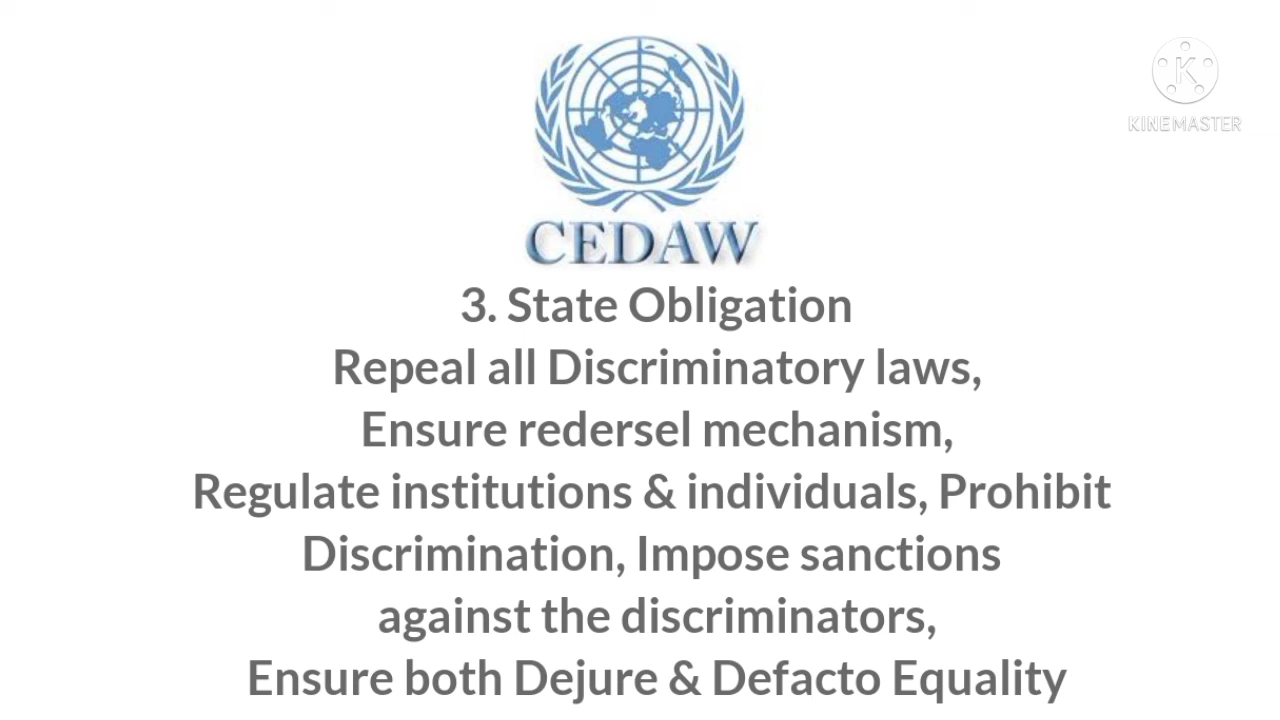 KINEMASTER
CEDAW
3. State Obligation
Repeal all Discriminatory laws,
Ensure redersel mechanism,
Regulate institutions & individuals, Prohibit
Discrimination, Impose sanctions
against the discriminators,
Ensure both Dejure & Defacto Equality